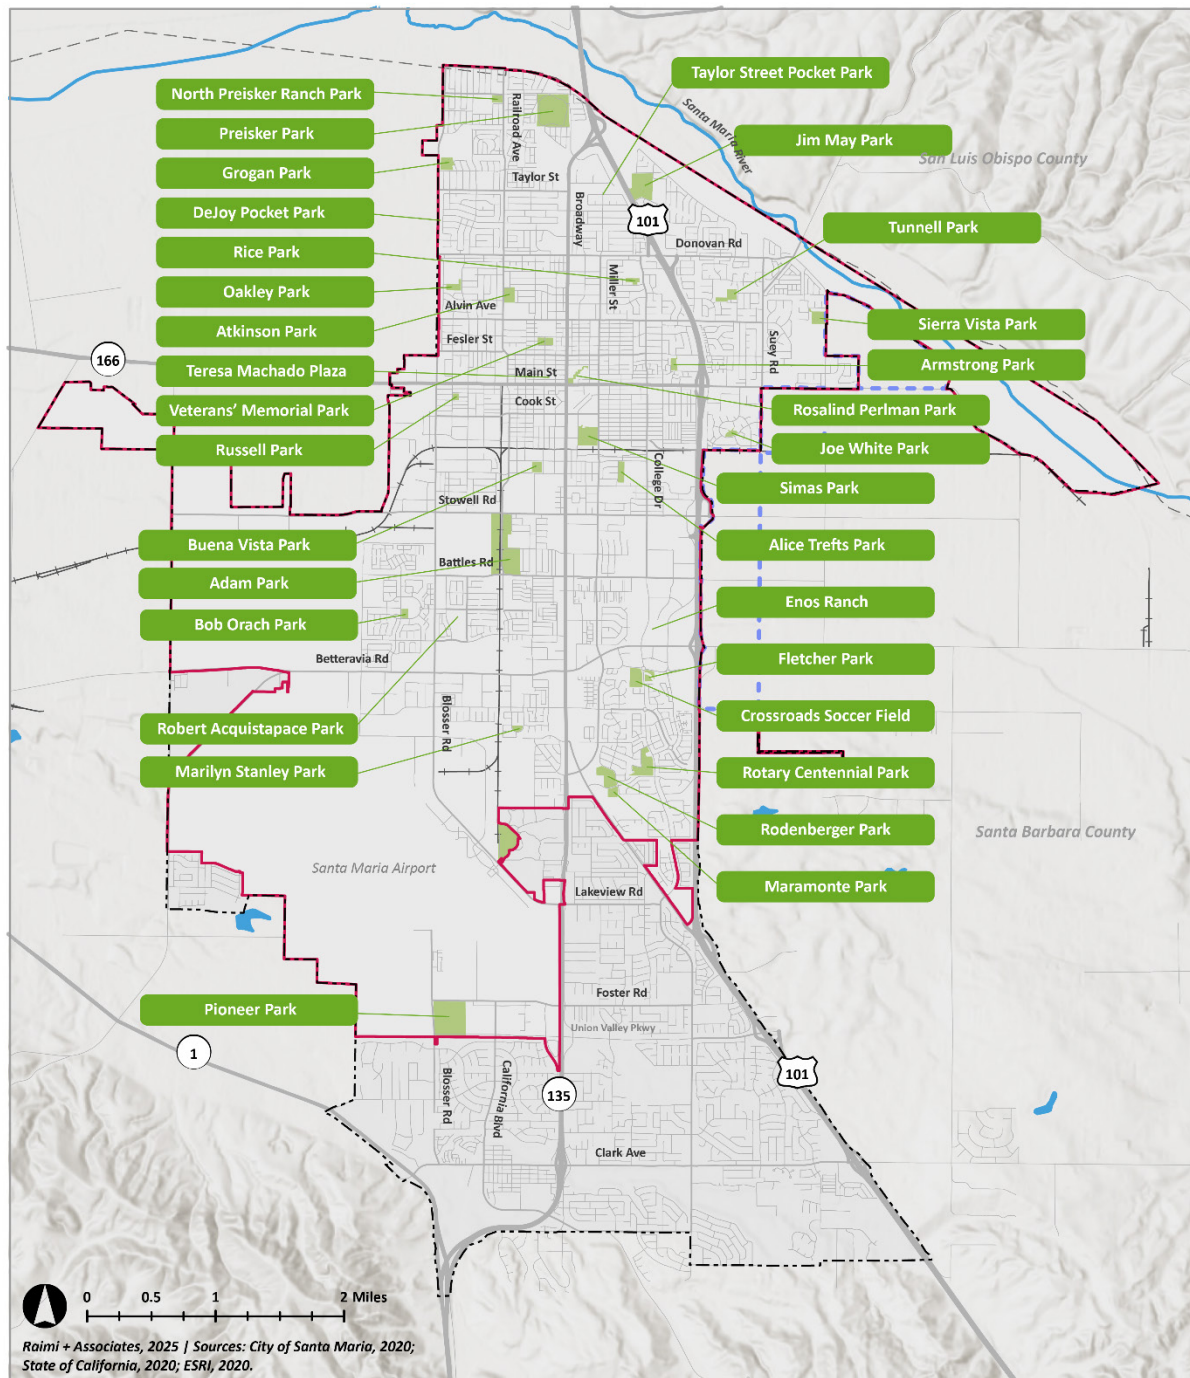 North Preisker Ranch Park
Preisker Park
Grogan Park
DeJoy Pocket Park
Rice Park
Oakley Park
Atkinson Park
Teresa Machado Plaza
Veterans' Memorial Park
Russell Park
Buena Vista Park
Adam Park
Bob Orach Park
Robert Acquistapace Park
Marilyn Stanley Park
Pioneer Park
Taylor Street Pocket Park
Jim May Park
Tunnell Park
Sierra Vista Park
Armstrong Park
Rosalind Perlman Park
Joe White Park
Simas Park
Alice Trefts Park
Enos Ranch
Fletcher Park
Crossroads Soccer Field
Rotary Centennial Park
Rodenberger Park
Maramonte Park
Santa Maria River
San Luis Obispo County
Santa Barbara County
Railroad Ave
Taylor St
Broadway
101
Donovan Rd
Miller St
Alvin Ave
Fesler St
Suey Rd
166
Main St
Cook St
College Dr
Stowell Rd
Battles Rd
Betteravia Rd
Blosser Rd
Santa Maria Airport
Lakeview Rd
Foster Rd
Union Valley Pkwy
1
101
135
Blosser Rd
California Blvd
Clark Ave
0 0.5 1 2 Miles
Raimi + Associates, 2025 | Sources: City of Santa Maria, 2020;
State of California, 2020; ESRI, 2020.